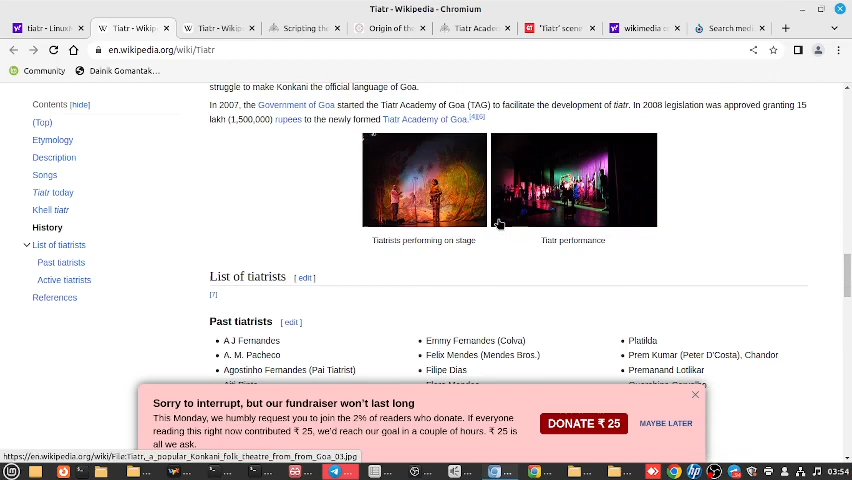 Tiatr - Wikipedia - Chromium
tiatr - LinuxM
Tiatr - Wikip
Tiatr - Wikip
Scripting the
Origin of the
Tiatr Acaden
'Tiatr' scene
wikimedia co
Search medi
en.wikipedia.org/wiki/Tiatr
Community
Dainik Gomantak...
Contents [hide]
(Top)
Etymology
Description
Songs
Tiatr today
Khell tiatr
History
List of tiatrists
Past tiatrists
Active tiatrists
References
struggle to make Konkani the official language of Goa.
In 2007, the Government of Goa started the Tiatr Academy of Goa (TAG) to facilitate the development of tiatr. In 2008 legislation was approved granting 15
lakh (1,500,000) rupees to the newly formed Tiatr Academy of Goa.[4][6]
Tiatrists performing on stage
Tiatr performance
List of tiatrists [ edit ]
[7]
Past tiatrists [ edit ]
• A J Fernandes
• A. M. Pacheco
• Agostinho Fernandes (Pai Tiatrist)
• Emmy Fernandes (Colva)
• Felix Mendes (Mendes Bros.)
• Filipe Dias
• Platilda
• Prem Kumar (Peter D'Costa), Chandor
• Premanand Lotlikar
Sorry to interrupt, but our fundraiser won't last long
This Monday, we humbly request you to join the 2% of readers who donate. If everyone
reading this right now contributed ₹ 25, we'd reach our goal in a couple of hours. ₹ 25 is
all we ask.
DONATE ₹ 25
MAYBE LATER
https://en.wikipedia.org/wiki/File:Tiatr,_a_popular_Konkani_folk_theatre_from_from_Goa_03.jpg
03:54